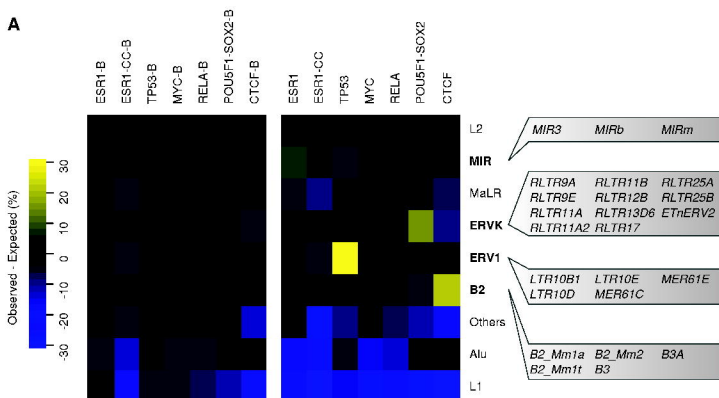 A
ESR1-B
ESR1-CC-B
TP53-B
MYC-B
RELA-B
POU5F1-SOX2-B
CTCF-B
ESR1
ESR1-CC
TP53
MYC
RELA
POU5F1-SOX2
CTCF
Observed - Expected (%)
30
20
10
0
-10
-20
-30
L2
MIR
MaLR
ERVK
ERV1
B2
Others
Alu
L1
MIR3 MIRb MIRm
RLTR9A RLTR11B RLTR25A
RLTR9E RLTR12B RLTR25B
RLTR11A RLTR13D6 ETnERV2
RLTR11A2 RLTR17
LTR10B1 LTR10E MER61E
LTR10D MER61C
B2_Mm1a B2_Mm2 B3A
B2_Mm1t B3